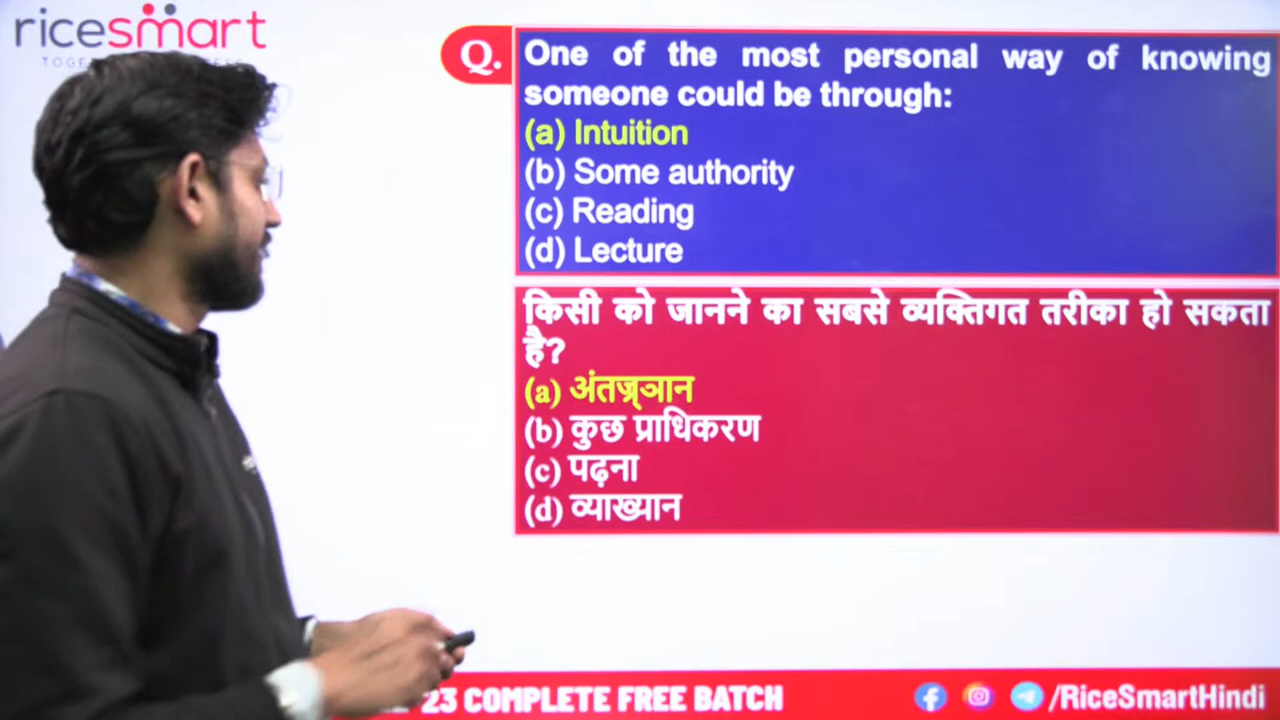 ricesmart
Q.
One of the most personal way of knowing
someone could be through:
(a) Intuition
(b) Some authority
(c) Reading
(d) Lecture
किसी को जानने का सबसे व्यक्तिगत तरीका हो सकता
है?
(a) अंतज्र्ञान
(b) कुछ प्राधिकरण
(c) पढ़ना
(d) व्याख्यान
23 COMPLETE FREE BATCH
/RiceSmartHindi